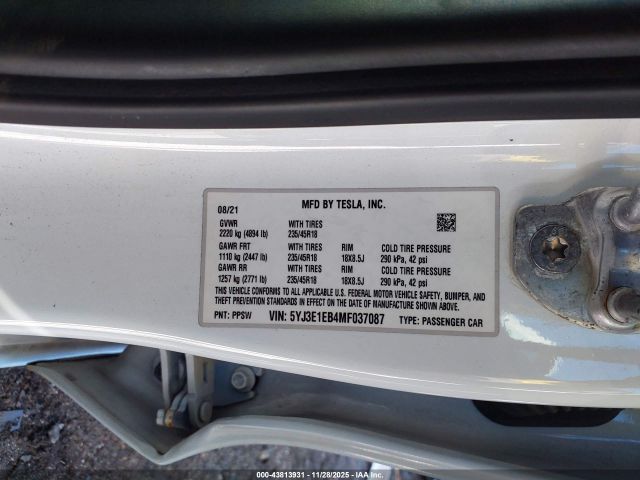 08/21 MFD BY TESLA, INC.
GVWR WITH TIRES
2220 kg (4894 lb) 235/45R18
GAWR FRT WITH TIRES RIM COLD TIRE PRESSURE
1110 kg (2447 lb) 235/45R18 18X8.5J 290 kPa, 42 psi
GAWR RR WITH TIRES RIM COLD TIRE PRESSURE
1257 kg (2771 lb) 235/45R18 18X8.5J 290 kPa, 42 psi
THIS VEHICLE CONFORMS TO ALL APPLICABLE U.S. FEDERAL MOTOR VEHICLE SAFETY, BUMPER, AND
THEFT PREVENTION STANDARDS IN EFFECT ON THE DATE OF MANUFACTURE SHOWN ABOVE.
PNT: PPSW VIN: 5YJ3E1EB4MF037087 TYPE: PASSENGER CAR
000-43813931 - 11/28/2025 - IAA Inc.